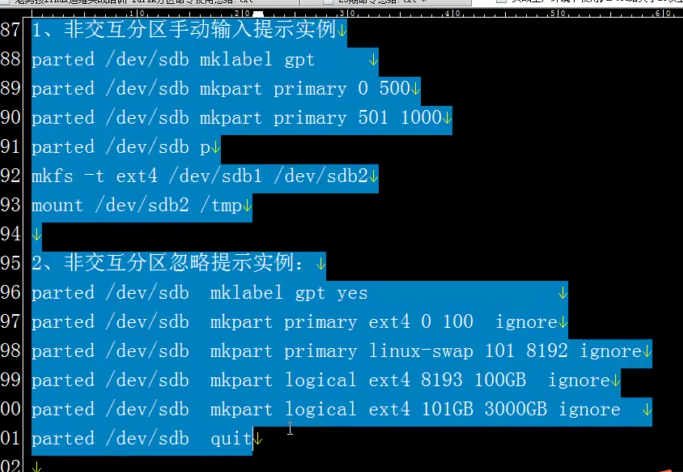 87 1、非交互分区手动输入提示实例↓
88 parted /dev/sdb mklabel gpt ↓
89 parted /dev/sdb mkpart primary 0 500↓
90 parted /dev/sdb mkpart primary 501 1000↓
91 parted /dev/sdb p↓
92 mkfs -t ext4 /dev/sdb1 /dev/sdb2↓
93 mount /dev/sdb2 /tmp↓
94 ↓
95 2、非交互分区忽略提示实例：↓
96 parted /dev/sdb  mklabel gpt yes ↓
97 parted /dev/sdb  mkpart primary ext4 0 100  ignore↓
98 parted /dev/sdb  mkpart primary linux-swap 101 8192 ignore↓
99 parted /dev/sdb  mkpart logical ext4 8193 100GB  ignore↓
00 parted /dev/sdb  mkpart logical ext4 101GB 3000GB ignore ↓
01 parted /dev/sdb  quit↓
02 ↓